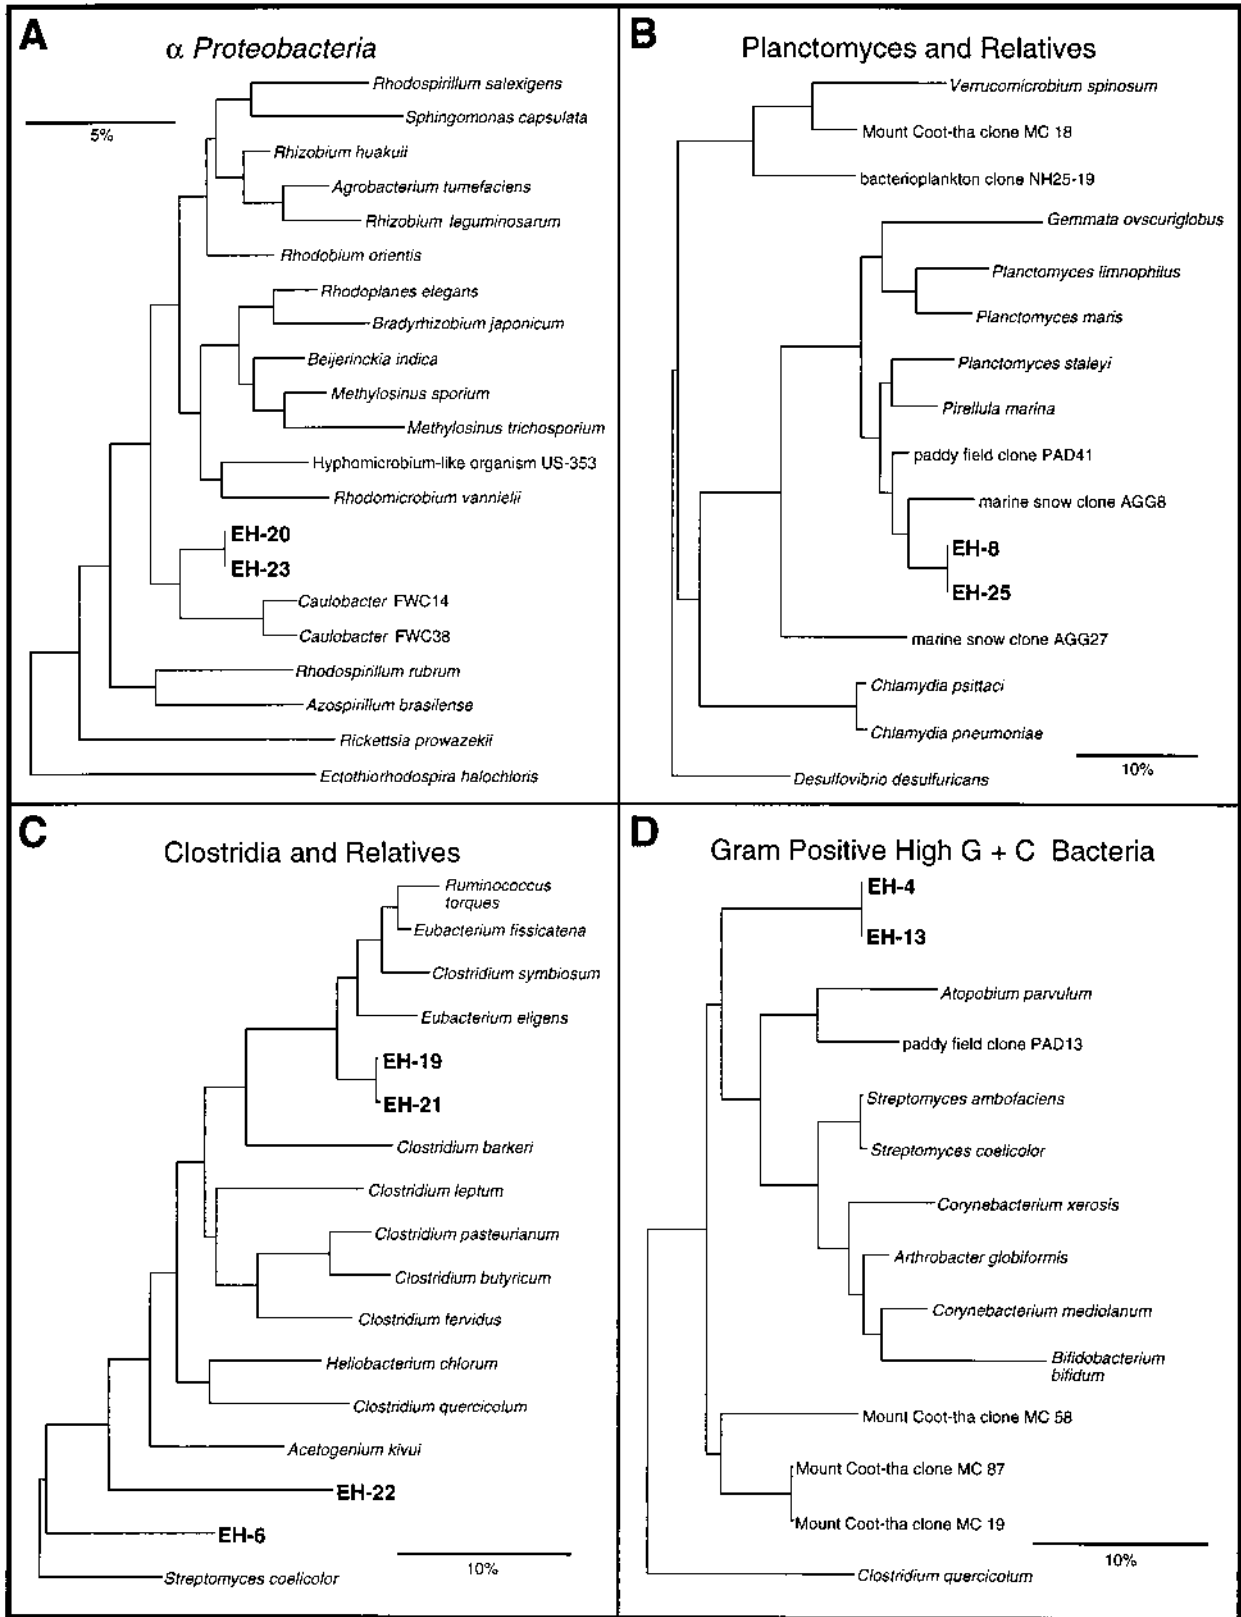 A
α Proteobacteria
5%
Rhodospirillum salexigens
Sphingomonas capsulata
Rhizobium huakuii
Agrobacterium tumefaciens
Rhizobium leguminosarum
Rhodobium orientis
Rhodoplanes elegans
Bradyrhizobium japonicum
Beijerinckia indica
Methylosinus sporium
Methylosinus trichosporium
Hyphomicrobium-like organism US-353
Rhodomicrobium vannielii
EH-20
EH-23
Caulobacter FWC14
Caulobacter FWC38
Rhodospirillum rubrum
Azospirillum brasilense
Rickettsia prowazekii
Ectothiorhodospira halochloris
B
Planctomyces and Relatives
Verrucomicrobium spinosum
Mount Coot-tha clone MC 18
bacterioplankton clone NH25-19
Gemmata ovscuriglobus
Planctomyces limnophilus
Planctomyces maris
Planctomyces staleyi
Pirellula marina
paddy field clone PAD41
marine snow clone AGG8
EH-8
EH-25
marine snow clone AGG27
Chlamydia psittaci
Chlamydia pneumoniae
10%
Desulfovibrio desulfuricans
C
Clostridia and Relatives
Ruminococcus
torques
Eubacterium fissicatena
Clostridium symbiosum
Eubacterium eligens
EH-19
EH-21
Clostridium barkeri
Clostridium leptum
Clostridium pasteurianum
Clostridium butyricum
Clostridium fervidus
Heliobacterium chlorum
Clostridium quercicolum
Acetogenium kivui
EH-22
EH-6
10%
Streptomyces coelicolor
D
Gram Positive High G + C Bacteria
EH-4
EH-13
Atopobium parvulum
paddy field clone PAD13
Streptomyces ambofaciens
Streptomyces coelicolor
Corynebacterium xerosis
Arthrobacter globiformis
Corynebacterium mediolanum
Bifidobacterium
bifidum
Mount Coot-tha clone MC 58
Mount Coot-tha clone MC 87
Mount Coot-tha clone MC 19
10%
Clostridium quercicolum